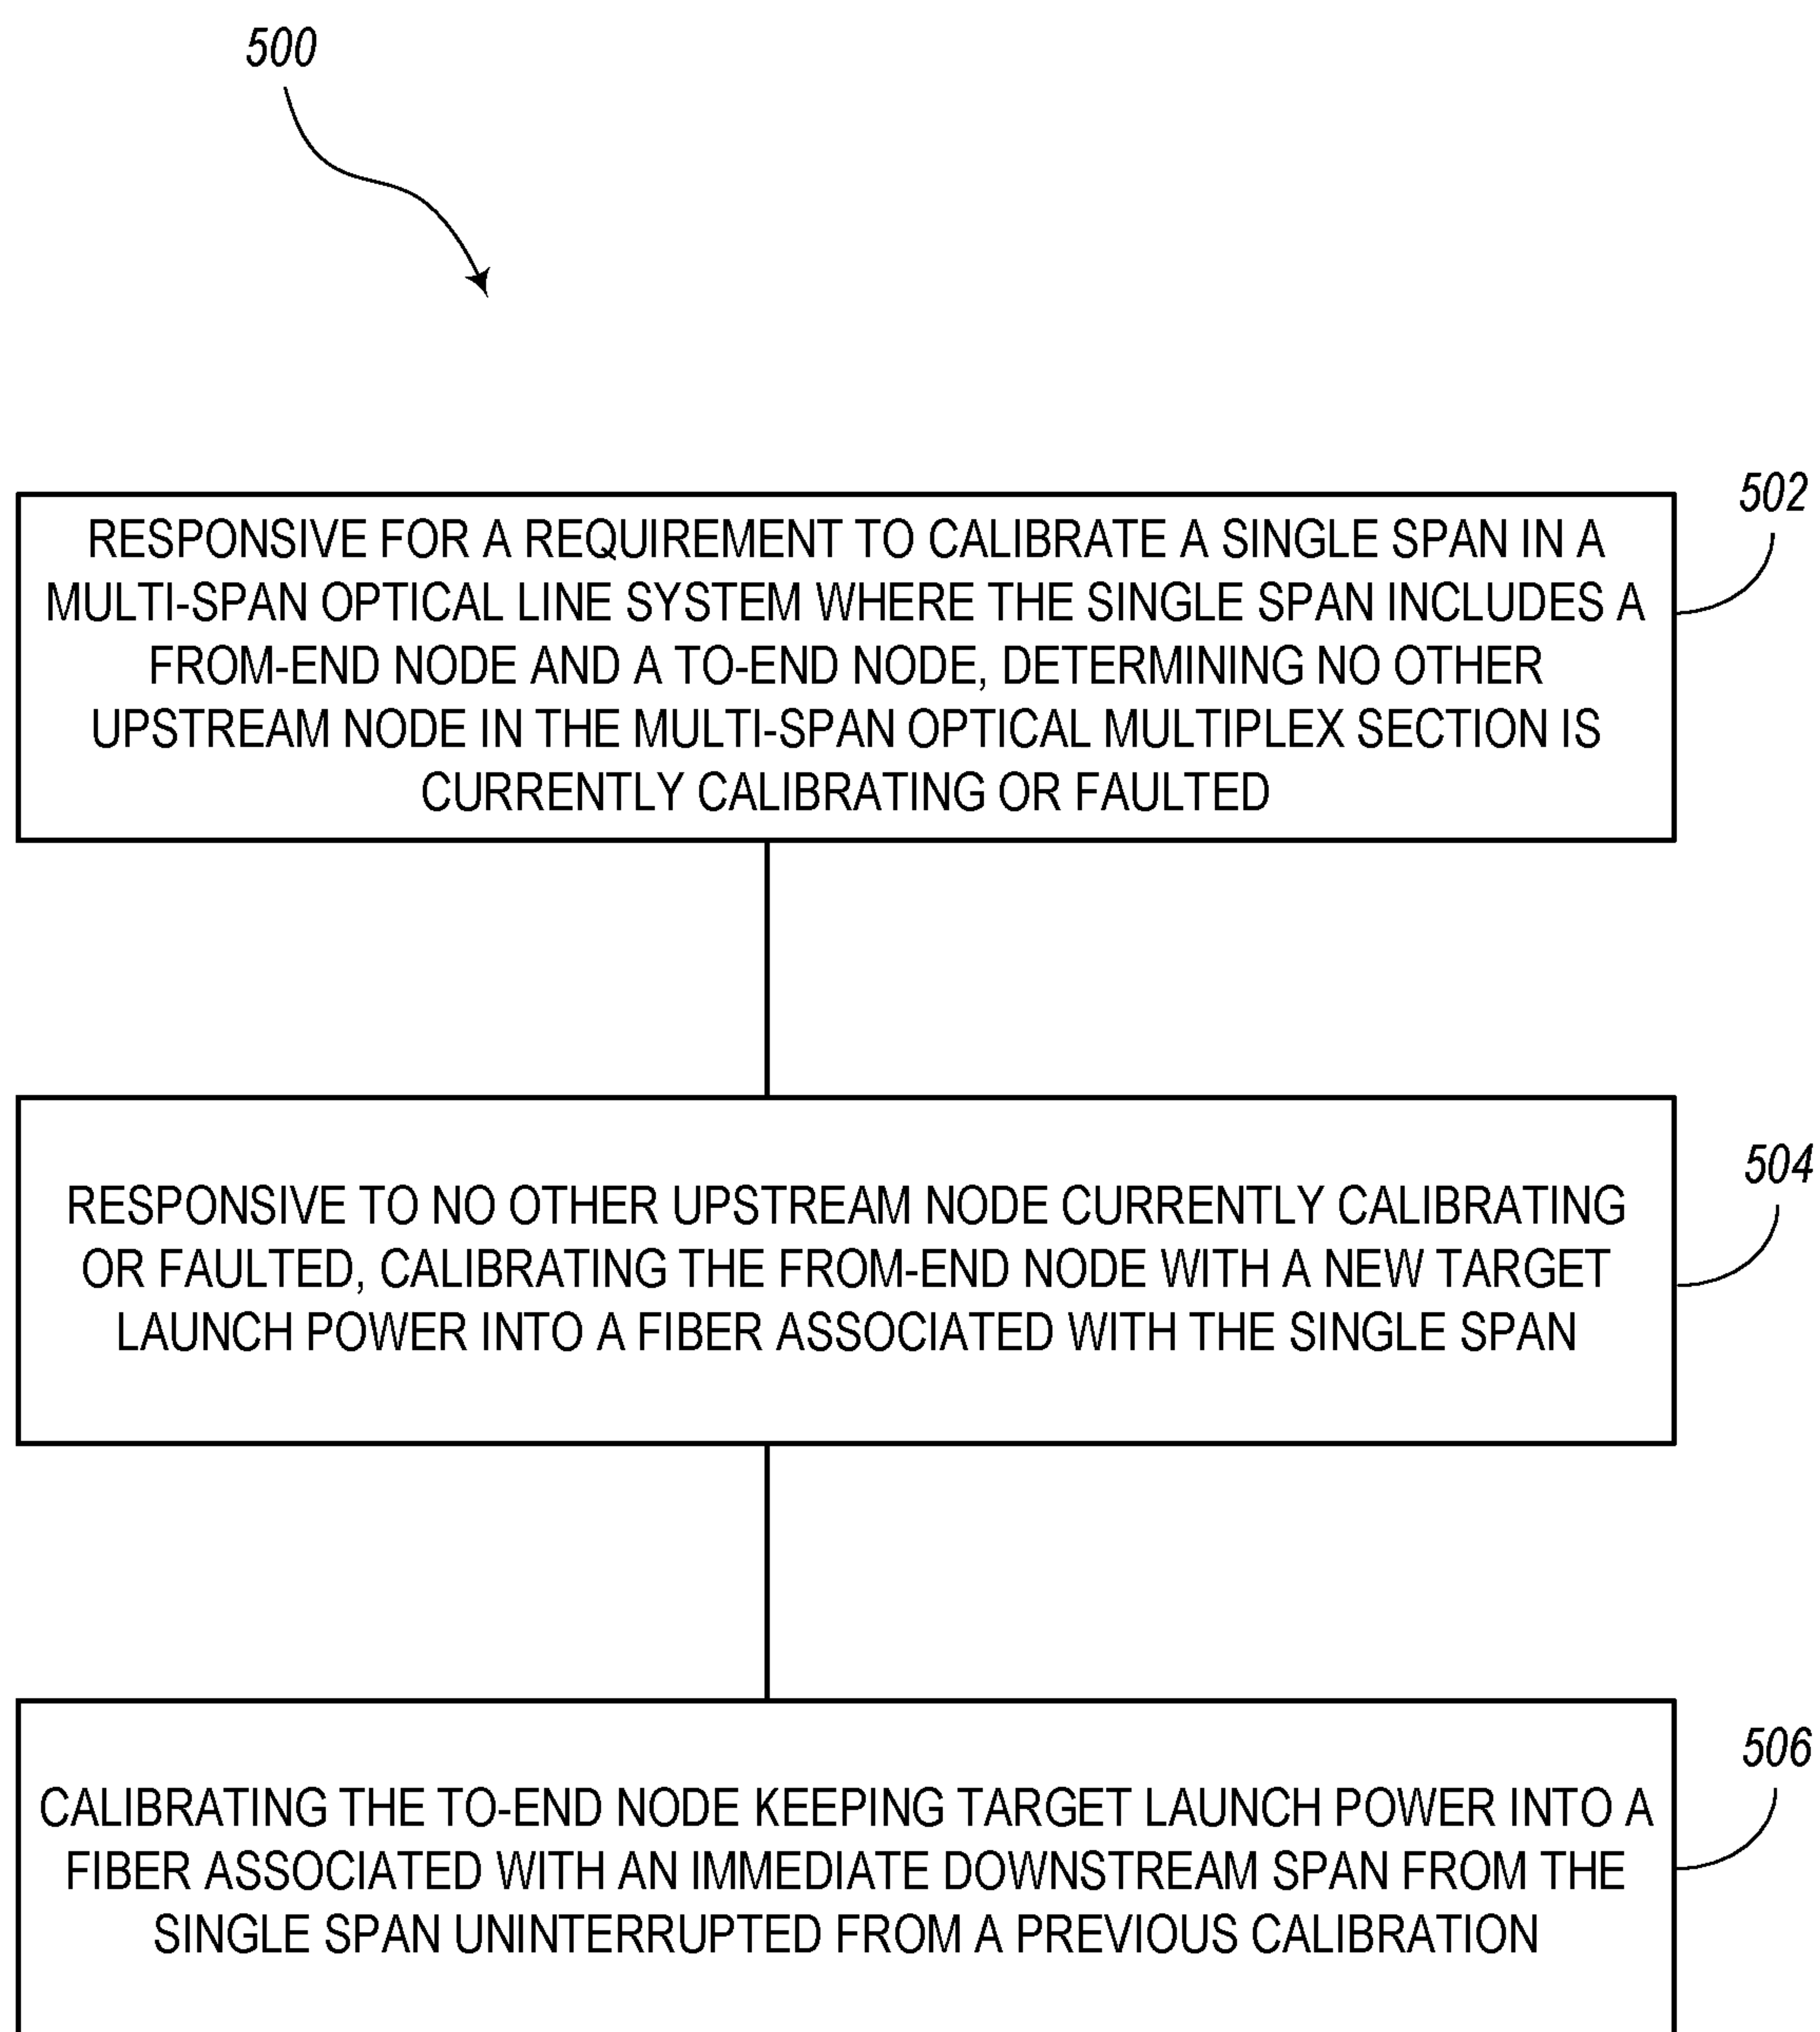 500
502
RESPONSIVE FOR A REQUIREMENT TO CALIBRATE A SINGLE SPAN IN A
MULTI-SPAN OPTICAL LINE SYSTEM WHERE THE SINGLE SPAN INCLUDES A
FROM-END NODE AND A TO-END NODE, DETERMINING NO OTHER
UPSTREAM NODE IN THE MULTI-SPAN OPTICAL MULTIPLEX SECTION IS
CURRENTLY CALIBRATING OR FAULTED
504
RESPONSIVE TO NO OTHER UPSTREAM NODE CURRENTLY CALIBRATING
OR FAULTED, CALIBRATING THE FROM-END NODE WITH A NEW TARGET
LAUNCH POWER INTO A FIBER ASSOCIATED WITH THE SINGLE SPAN
506
CALIBRATING THE TO-END NODE KEEPING TARGET LAUNCH POWER INTO A
FIBER ASSOCIATED WITH AN IMMEDIATE DOWNSTREAM SPAN FROM THE
SINGLE SPAN UNINTERRUPTED FROM A PREVIOUS CALIBRATION